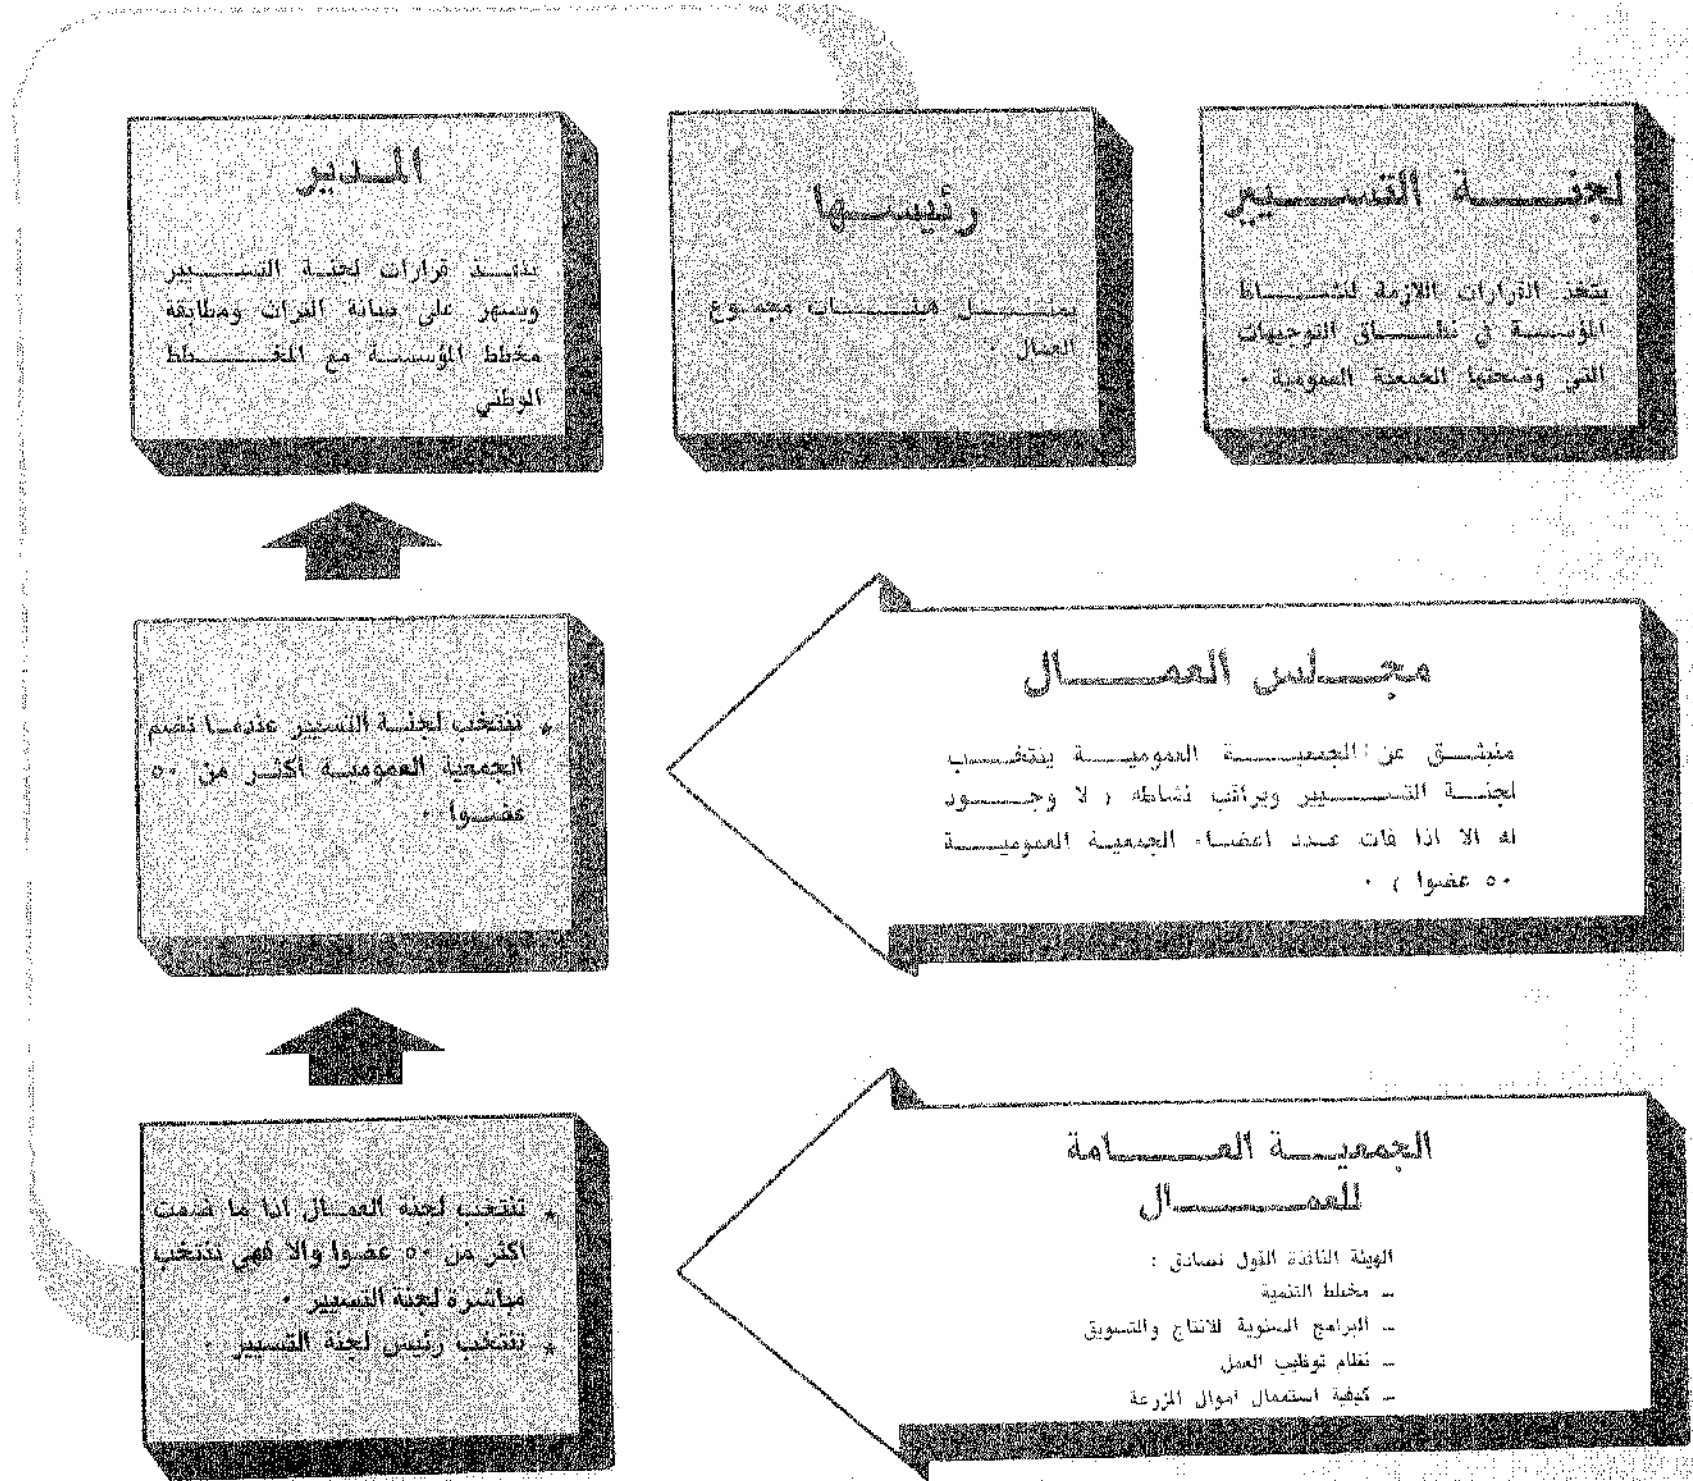 لجنة التسيير
يتخذ القرارات اللازمة للنشاط
المؤسسة في نطاق التوجيهات
التي وضعتها الجمعية العمومية .
رئيسها
يمثل هيئات مجموع
العمال .
المدير
ينفذ قرارات لجنة التسيير
ويسهر على صيانة التراث ومطابقة
مخطط المؤسسة مع المخطط
الوطني
مجلس العمال
منبثق عن الجمعية العمومية ينتخب
لجنة التسيير ويراقب نشاطه ( لا وجود
له الا اذا فات عدد اعضاء الجمعية العمومية
٥٠ عضوا ) .
* تنتخب لجنة التسيير عندما تضم
الجمعية العمومية اكثر من ٥٠
عضوا .
الجمعية العامة
للعمال
الهيئة النافذة القول تصادق :
- مخطط التنمية
- البرامج السنوية للانتاج والتسويق
- نظام توظيب العمل
- كيفية استعمال اموال المزرعة
* تنتخب لجنة العمال اذا ما ضمت
اكثر من ٥٠ عضوا والا فهي تنتخب
مباشرة لجنة التسيير .
* تنتخب رئيس لجنة التسيير .